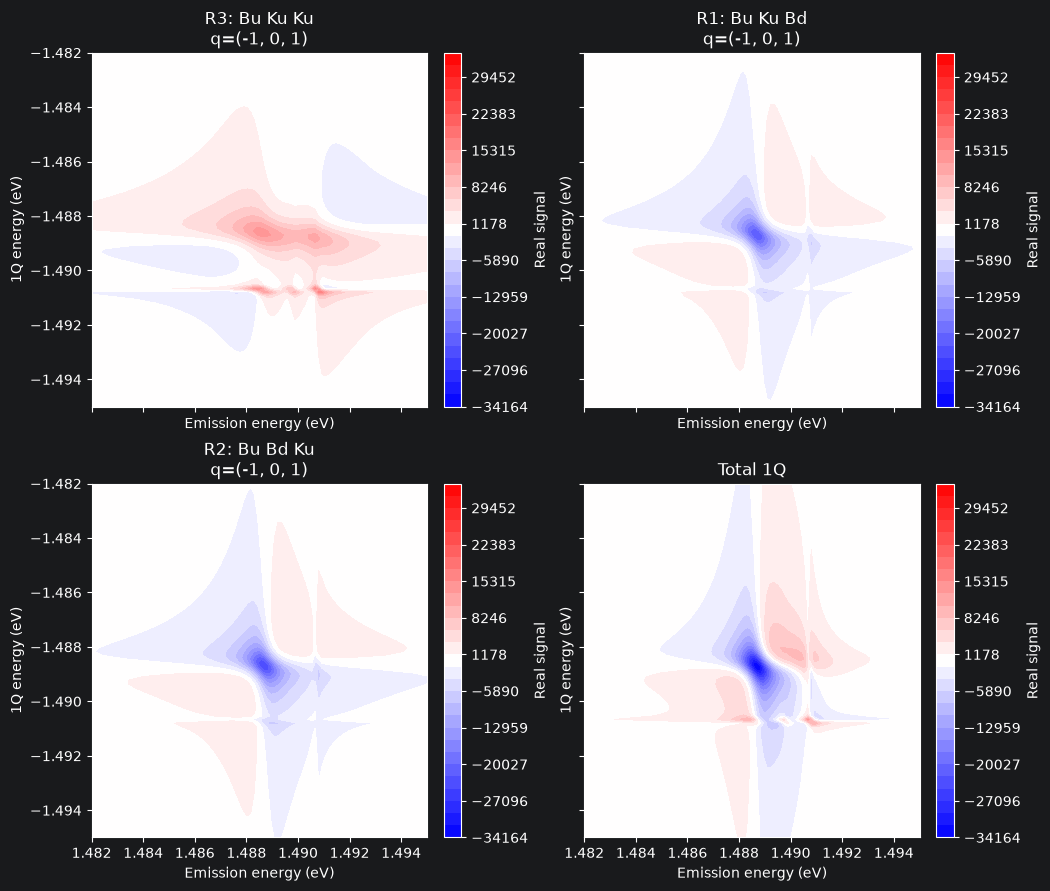 R3: Bu Ku Ku
q=(-1, 0, 1)
−1.482
−1.484
−1.486
−1.488
−1.490
−1.492
−1.494
1Q energy (eV)
Emission energy (eV)
29452
22383
15315
8246
1178
−5890
−12959
−20027
−27096
−34164
Real signal
R1: Bu Ku Bd
q=(-1, 0, 1)
1Q energy (eV)
Emission energy (eV)
29452
22383
15315
8246
1178
−5890
−12959
−20027
−27096
−34164
Real signal
R2: Bu Bd Ku
q=(-1, 0, 1)
−1.482
−1.484
−1.486
−1.488
−1.490
−1.492
−1.494
1Q energy (eV)
1.482 1.484 1.486 1.488 1.490 1.492 1.494
Emission energy (eV)
29452
22383
15315
8246
1178
−5890
−12959
−20027
−27096
−34164
Real signal
Total 1Q
1Q energy (eV)
1.482 1.484 1.486 1.488 1.490 1.492 1.494
Emission energy (eV)
29452
22383
15315
8246
1178
−5890
−12959
−20027
−27096
−34164
Real signal